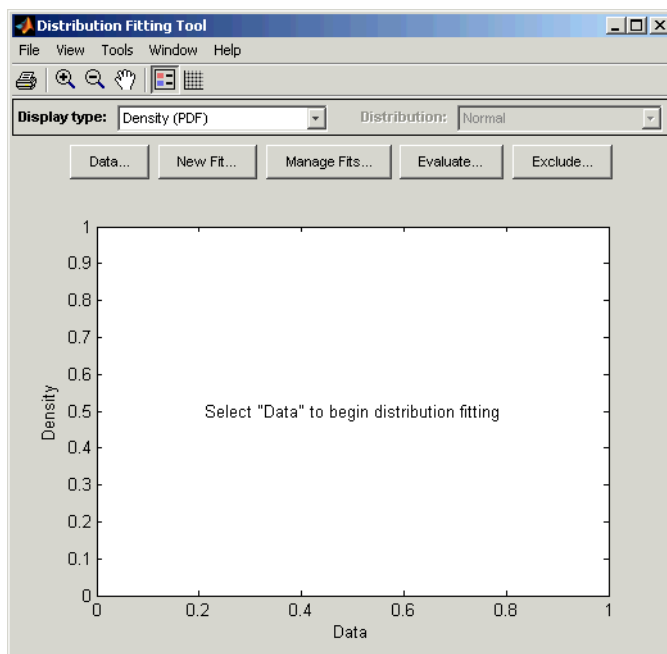 Distribution Fitting Tool
File View Tools Window Help
Display type: Density (PDF) Distribution: Normal
Data... New Fit... Manage Fits... Evaluate... Exclude...
1
0.9
0.8
0.7
0.6
0.5
0.4
0.3
0.2
0.1
0
Density
Select "Data" to begin distribution fitting
0 0.2 0.4 0.6 0.8 1
Data